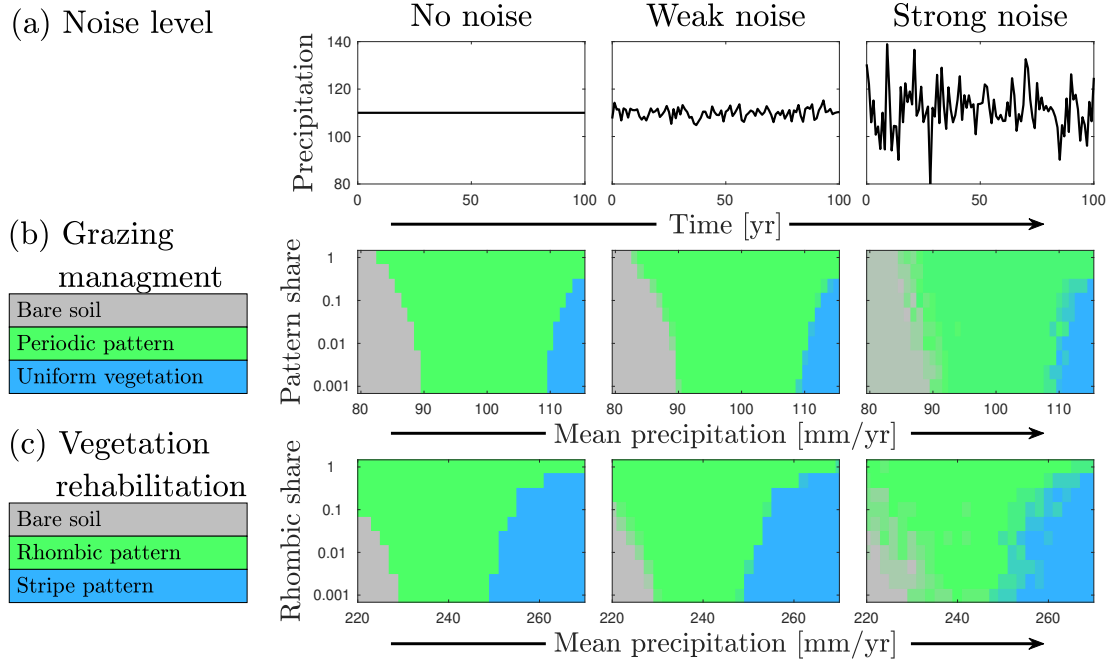 (a) Noise level
No noise
Weak noise
Strong noise
Precipitation
140
120
100
80
0
50
100
0
50
100
0
50
100
Time [yr]
(b) Grazing
managment
Bare soil
Periodic pattern
Uniform vegetation
Pattern share
1
0.1
0.01
0.001
80
90
100
110
80
90
100
110
80
90
100
110
Mean precipitation [mm/yr]
(c) Vegetation
rehabilitation
Bare soil
Rhombic pattern
Stripe pattern
Rhombic share
1
0.1
0.01
0.001
220
240
260
220
240
260
220
240
260
Mean precipitation [mm/yr]